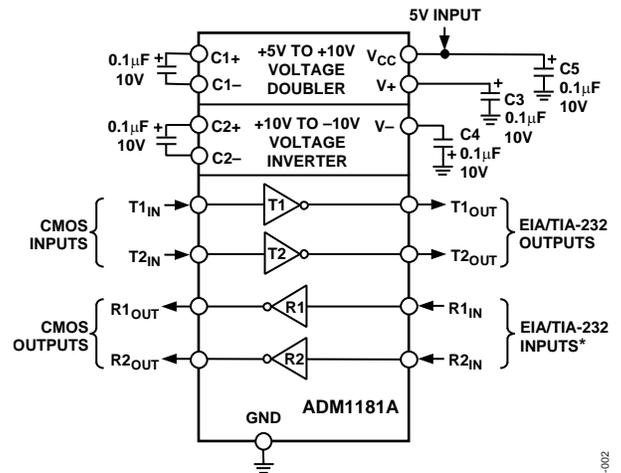 5V INPUT
0.1μF +
10V
C1+
C1–
+5V TO +10V
VOLTAGE
DOUBLER
VCC
V+
+ C5
0.1μF
10V
+
C3
0.1μF
10V
0.1μF +
10V
C2+
C2–
+10V TO –10V
VOLTAGE
INVERTER
V–
C4
+ 0.1μF
10V
CMOS
INPUTS
T1IN
T1
T1OUT
T2IN
T2
T2OUT
EIA/TIA-232
OUTPUTS
CMOS
OUTPUTS
R1OUT
R1
R1IN
R2OUT
R2
R2IN
EIA/TIA-232
INPUTS*
GND
ADM1181A
-002